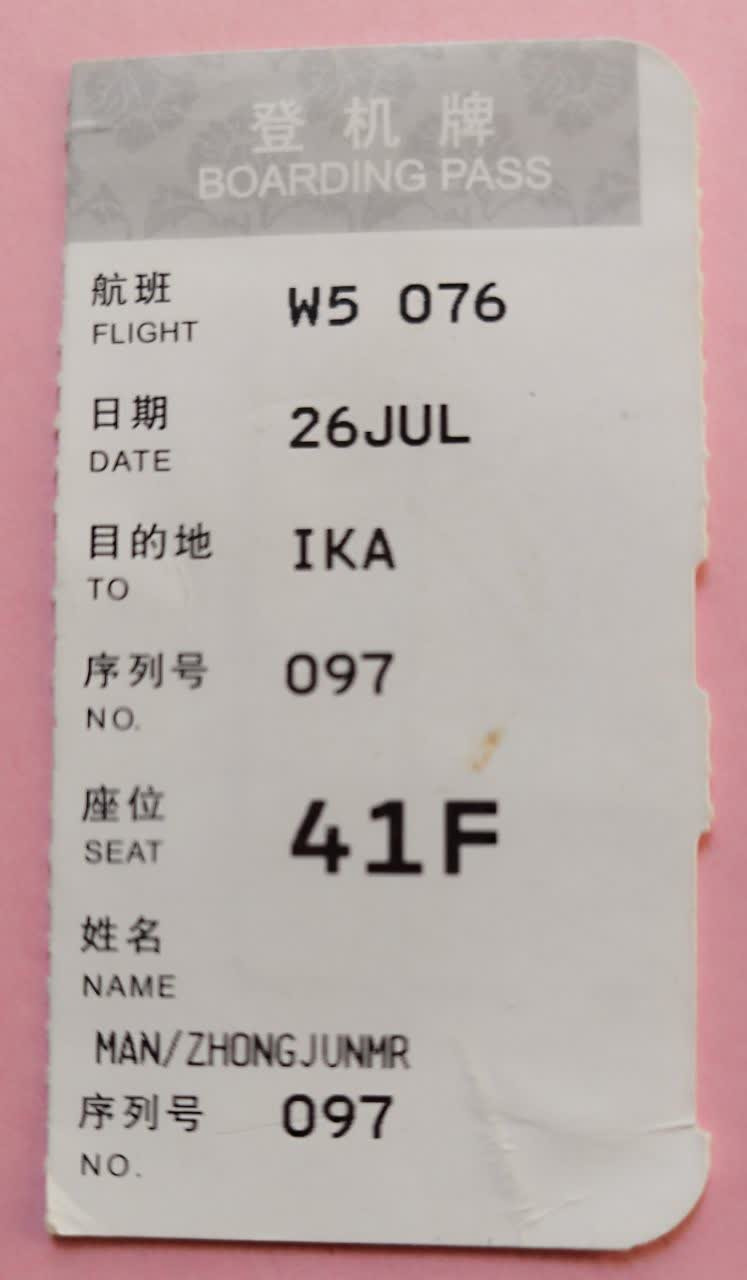 登机牌
BOARDING PASS
航班 W5 076
FLIGHT
日期 26JUL
DATE
目的地 IKA
TO
序列号 097
NO.
座位 41F
SEAT
姓名
NAME
MAN/ZHONGJUNMR
序列号 097
NO.